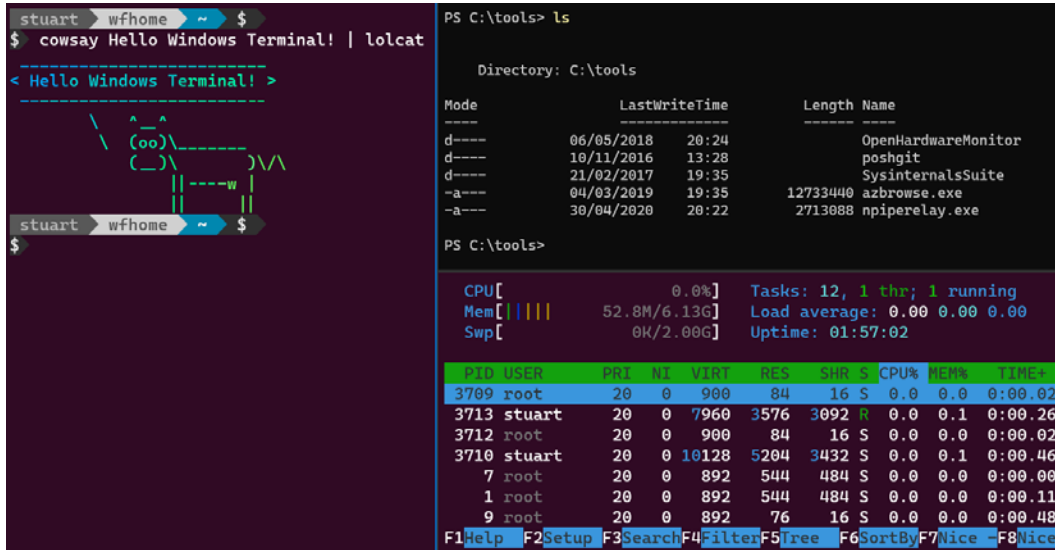 stuart wfhome ~ $
$ cowsay Hello Windows Terminal! | lolcat
 _________________________
< Hello Windows Terminal! >
 -------------------------
        \   ^__^
         \  (oo)\_______
            (__)\       )\/\
                ||----w |
                ||     ||
stuart wfhome ~ $
$
PS C:\tools> ls
Directory: C:\tools
Mode LastWriteTime Length Name
---- ------------- ------ ----
d---- 06/05/2018 20:24 OpenHardwareMonitor
d---- 10/11/2016 13:28 poshgit
d---- 21/02/2017 19:35 SysinternalsSuite
-a--- 04/03/2019 19:35 12733440 azbrowse.exe
-a--- 30/04/2020 20:22 2713088 npiperelay.exe
PS C:\tools>
CPU[ 0.0%] Tasks: 12, 1 thr; 1 running
Mem[||||| 52.8M/6.13G] Load average: 0.00 0.00 0.00
Swp[ 0K/2.00G] Uptime: 01:57:02
PID USER PRI NI VIRT RES SHR S CPU% MEM% TIME+
3709 root 20 0 900 84 16 S 0.0 0.0 0:00.02
3713 stuart 20 0 7960 3576 3092 R 0.0 0.1 0:00.26
3712 root 20 0 900 84 16 S 0.0 0.0 0:00.02
3710 stuart 20 0 10128 5204 3432 S 0.0 0.1 0:00.46
7 root 20 0 892 544 484 S 0.0 0.0 0:00.00
1 root 20 0 892 544 484 S 0.0 0.0 0:00.11
9 root 20 0 892 76 16 S 0.0 0.0 0:00.48
F1Help F2Setup F3SearchF4FilterF5Tree F6SortByF7Nice -F8Nice